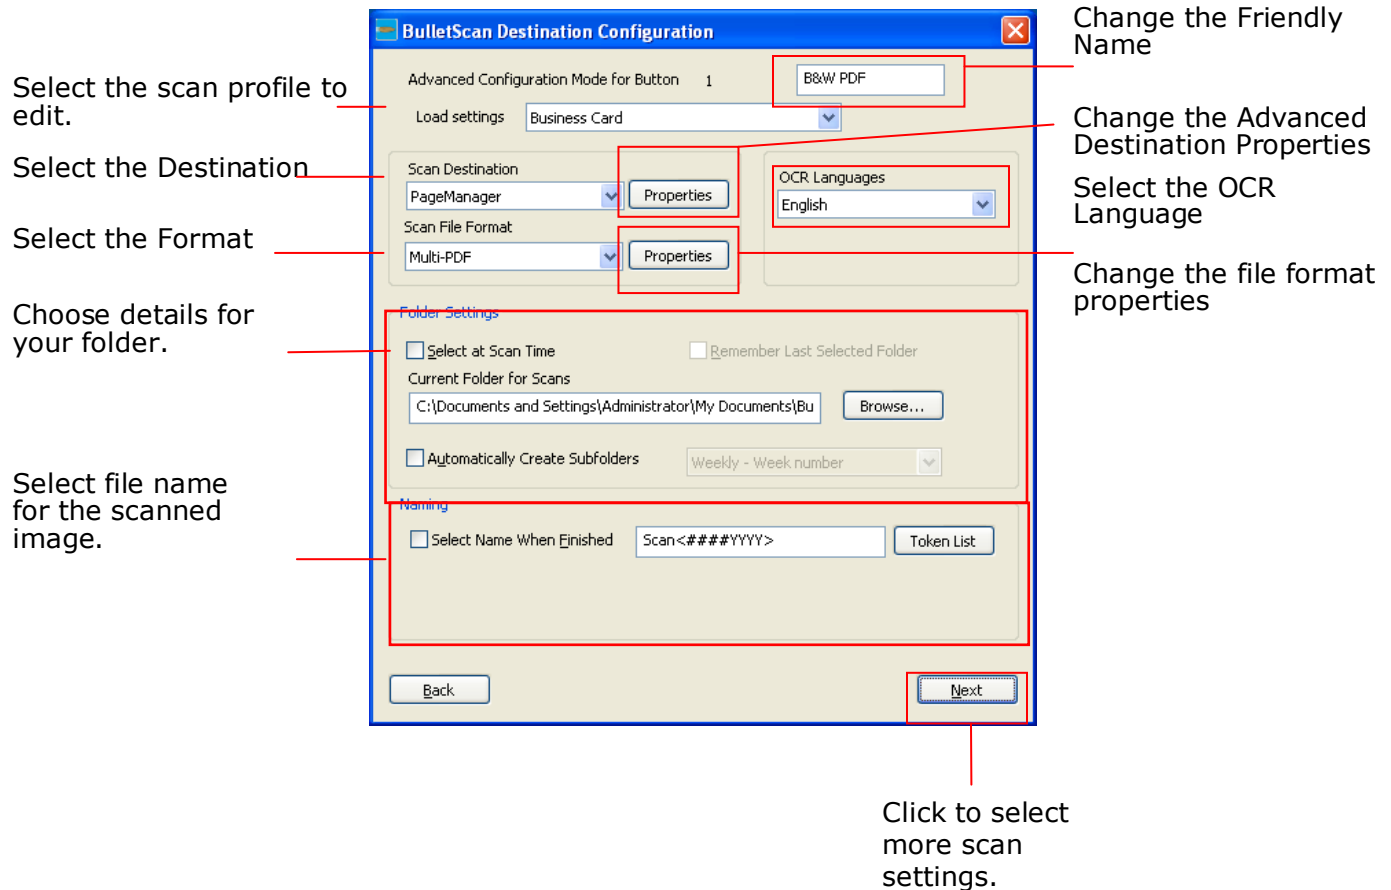 Change the Friendly
Name
BulletScan Destination Configuration
Advanced Configuration Mode for Button 1
B&W PDF
Select the scan profile to
edit.
Load settings
Business Card
Change the Advanced
Destination Properties
Select the Destination
Scan Destination
PageManager
Properties
OCR Languages
English
Select the OCR
Language
Select the Format
Scan File Format
Multi-PDF
Properties
Change the file format
properties
Choose details for
your folder.
Folder Settings
Select at Scan Time
Remember Last Selected Folder
Current Folder for Scans
C:\Documents and Settings\Administrator\My Documents\Bu
Browse...
Automatically Create Subfolders
Weekly - Week number
Select file name
for the scanned
image.
Naming
Select Name When Finished
Scan<####YYYY>
Token List
Back
Next
Click to select
more scan
settings.